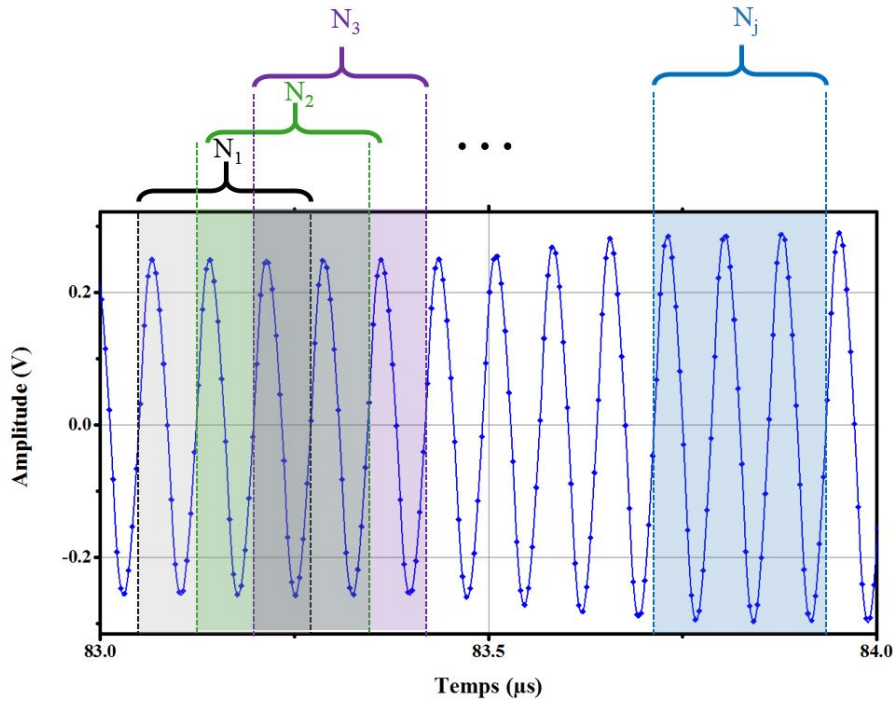 N3
Nj
N2
N1
...
0.2
0.0
-0.2
Amplitude (V)
83.0
83.5
84.0
Temps (µs)